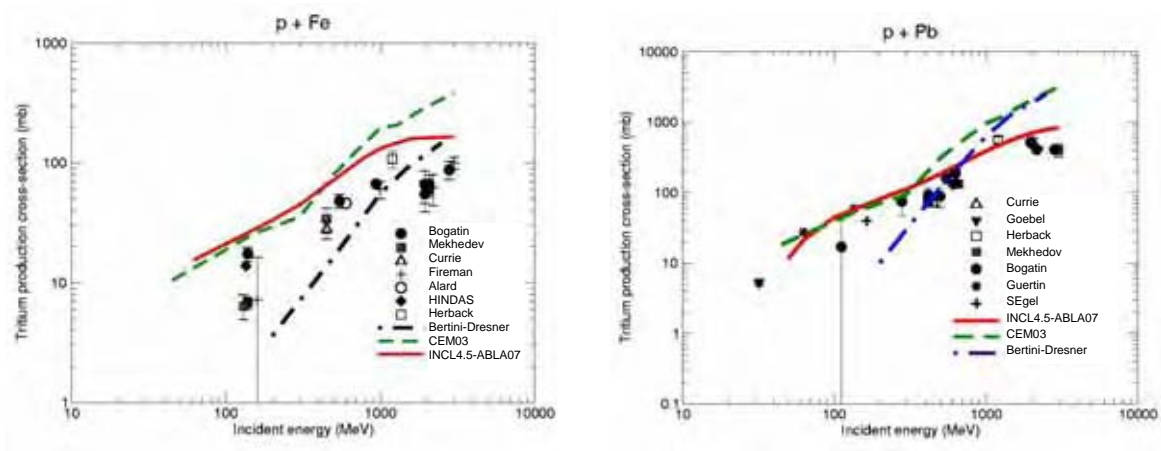 p + Fe
Tritium production cross-section (mb)
1000
100
10
1
10
100
1000
10000
Incident energy (MeV)
Bogatin
Mekhedev
Currie
Fireman
Alard
HINDAS
Herback
Bertini-Dresner
CEM03
INCL4.5-ABLA07
p + Pb
Tritium production cross-section (mb)
10000
1000
100
10
1
0.1
10
100
1000
10000
Incident energy (MeV)
Currie
Goebel
Herback
Mekhedov
Bogatin
Guertin
SEgel
INCL4.5-ABLA07
CEM03
Bertini-Dresner